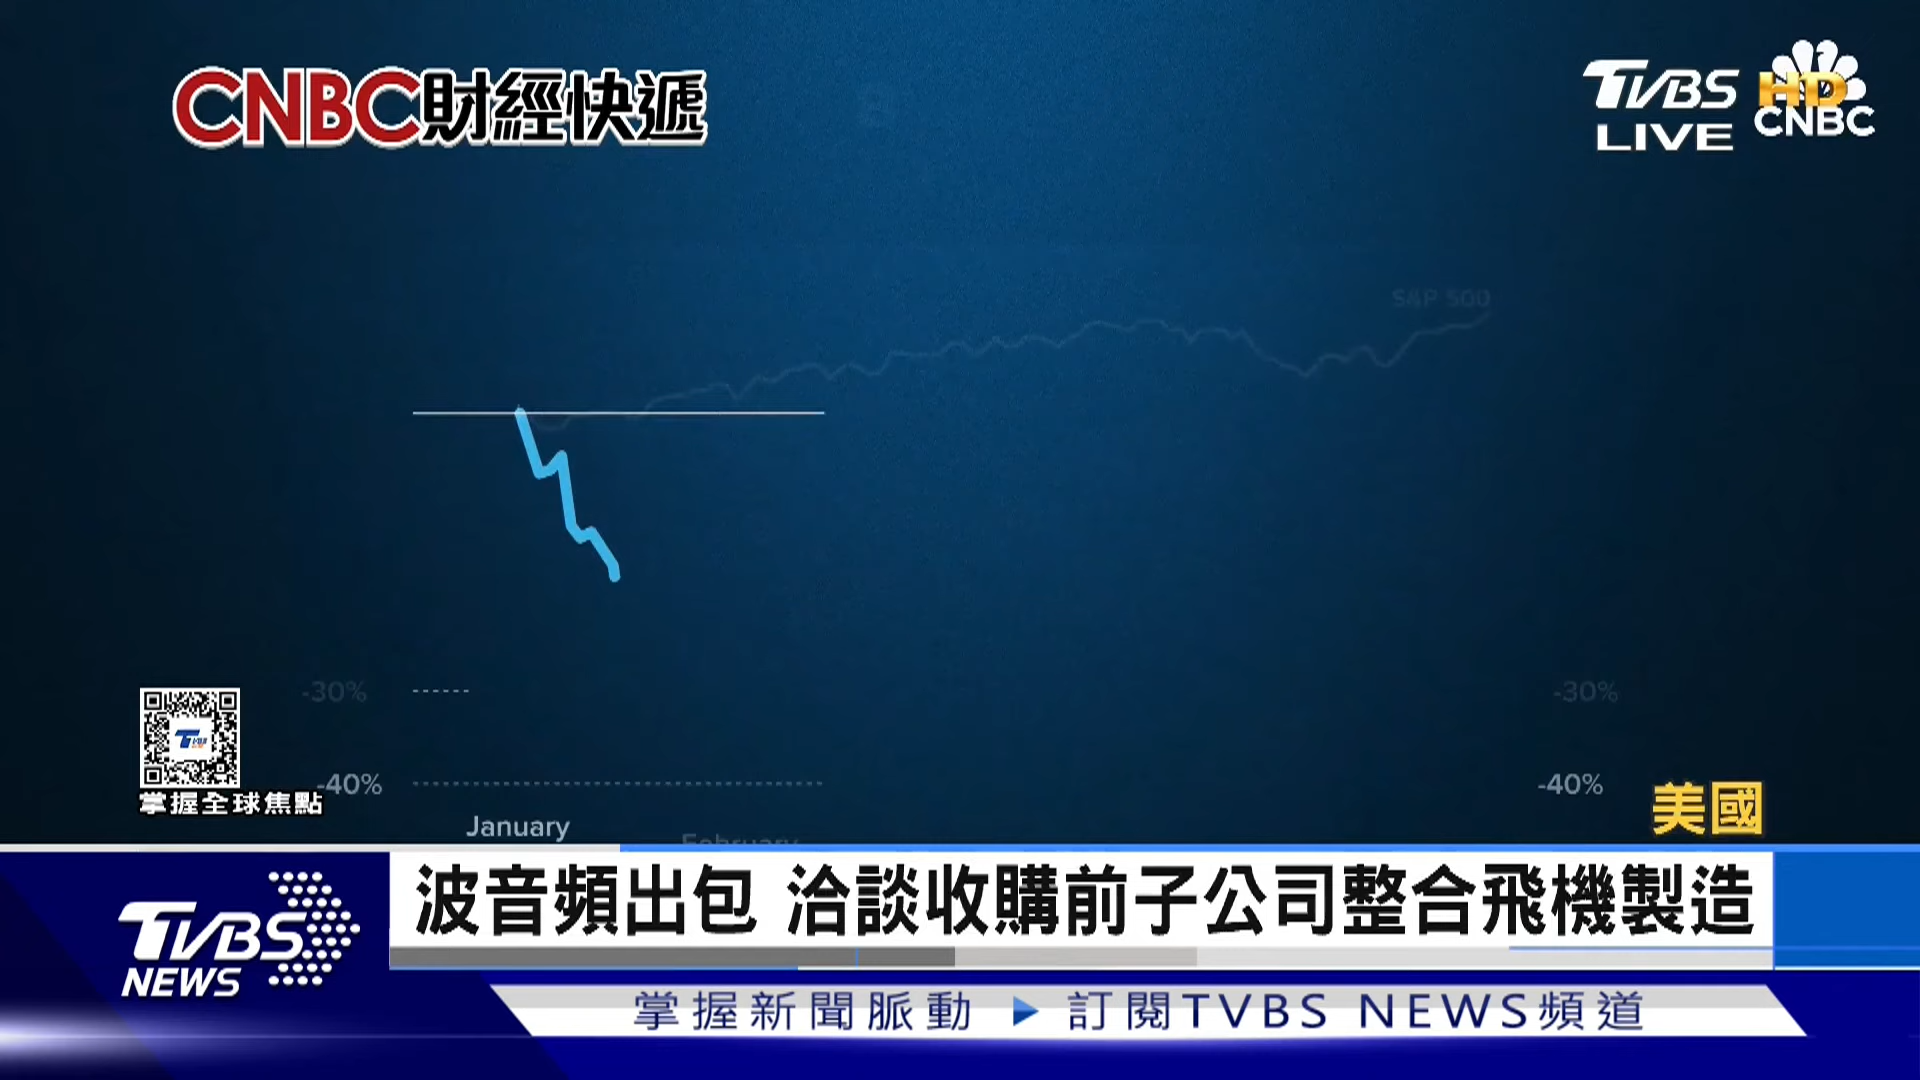 CNBC財經快遞
TVBS
LIVE
HD
CNBC
S&P 500
-30%
-30%
-40%
-40%
January
February
掌握全球焦點
美國
TVBS
NEWS
波音頻出包 洽談收購前子公司整合飛機製造
掌握新聞脈動 ▶ 訂閱TVBS NEWS頻道